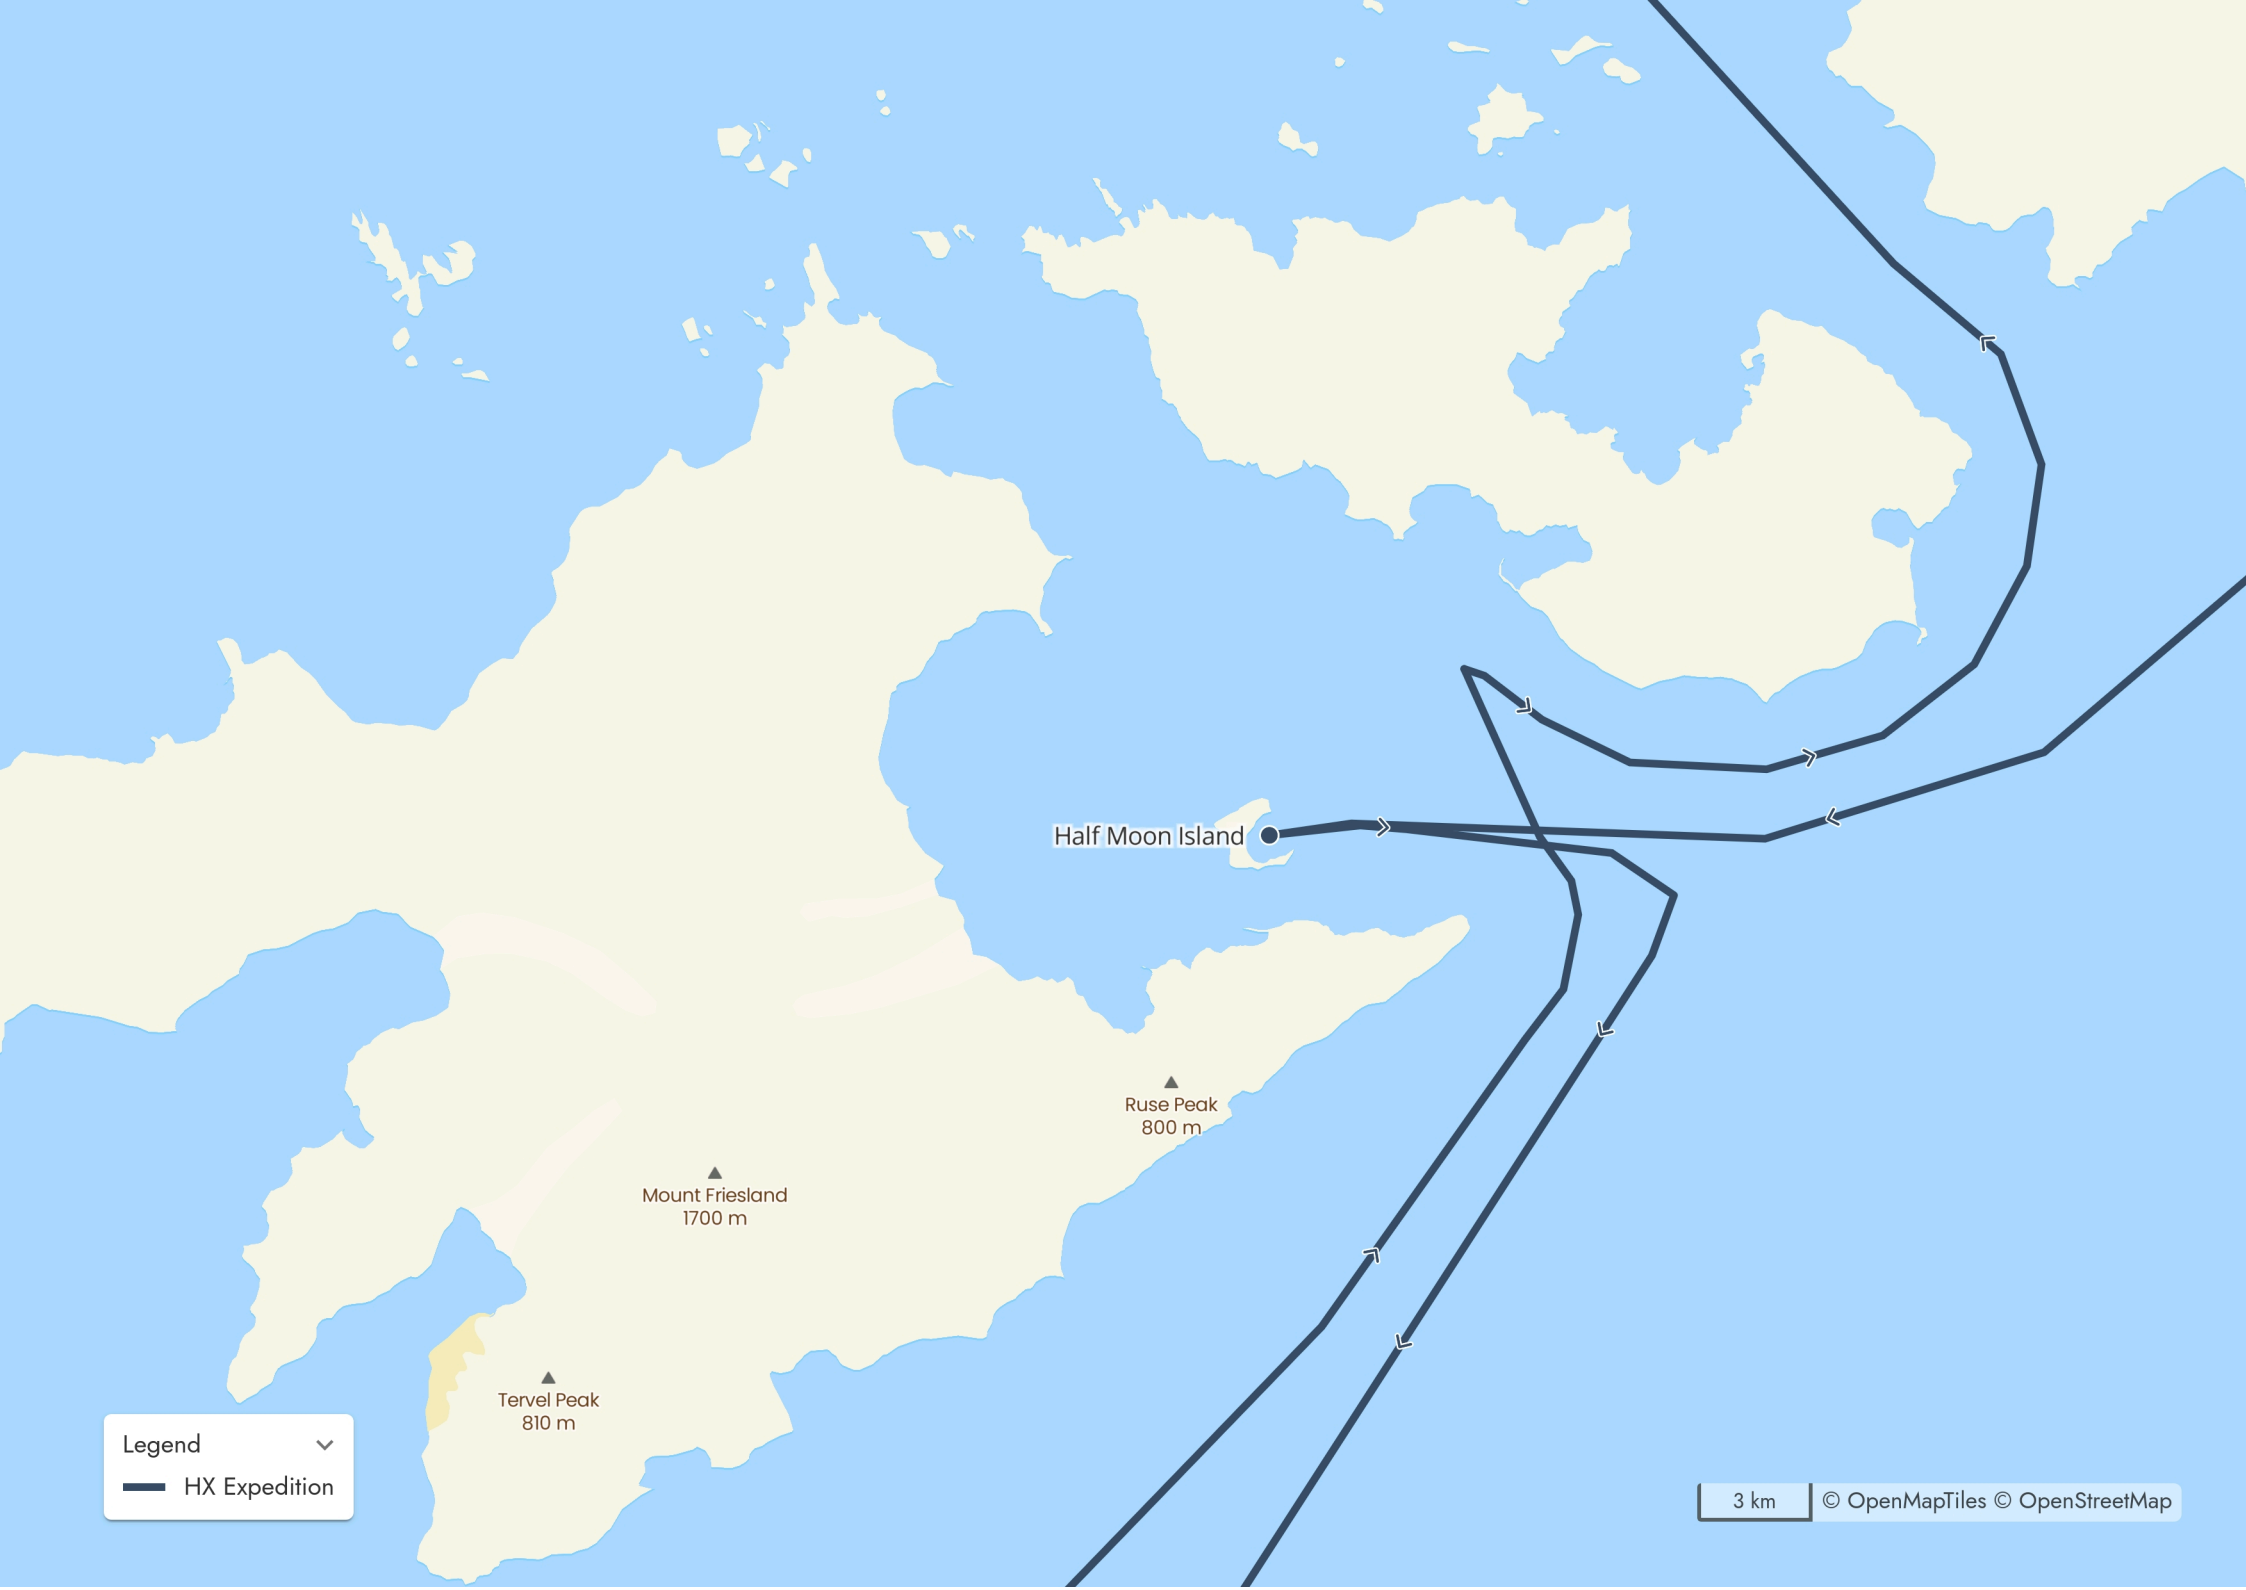 Half Moon Island
Ruse Peak
800 m
Mount Friesland
1700 m
Tervel Peak
810 m
Legend
HX Expedition
3 km
© OpenMapTiles © OpenStreetMap